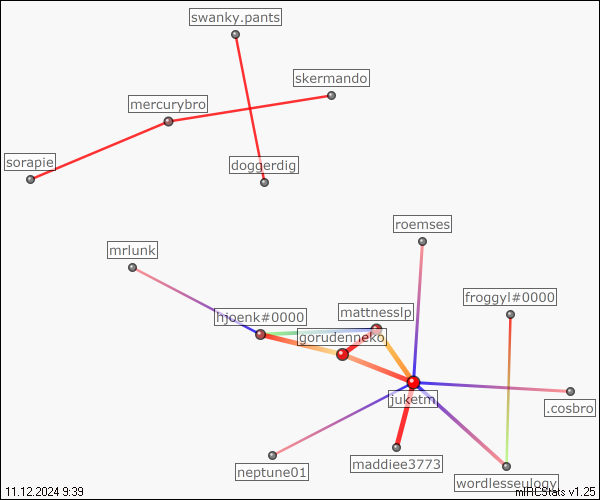 swanky.pants
skermando
mercurybro
sorapie
doggerdig
roemses
mrlunk
froggyl#0000
mattnesslp
hjoenk#0000
gorudenneko
juketm
.cosbro
neptune01
maddiee3773
wordlesseulogy
11.12.2024 9:39
mIRCStats v1.25